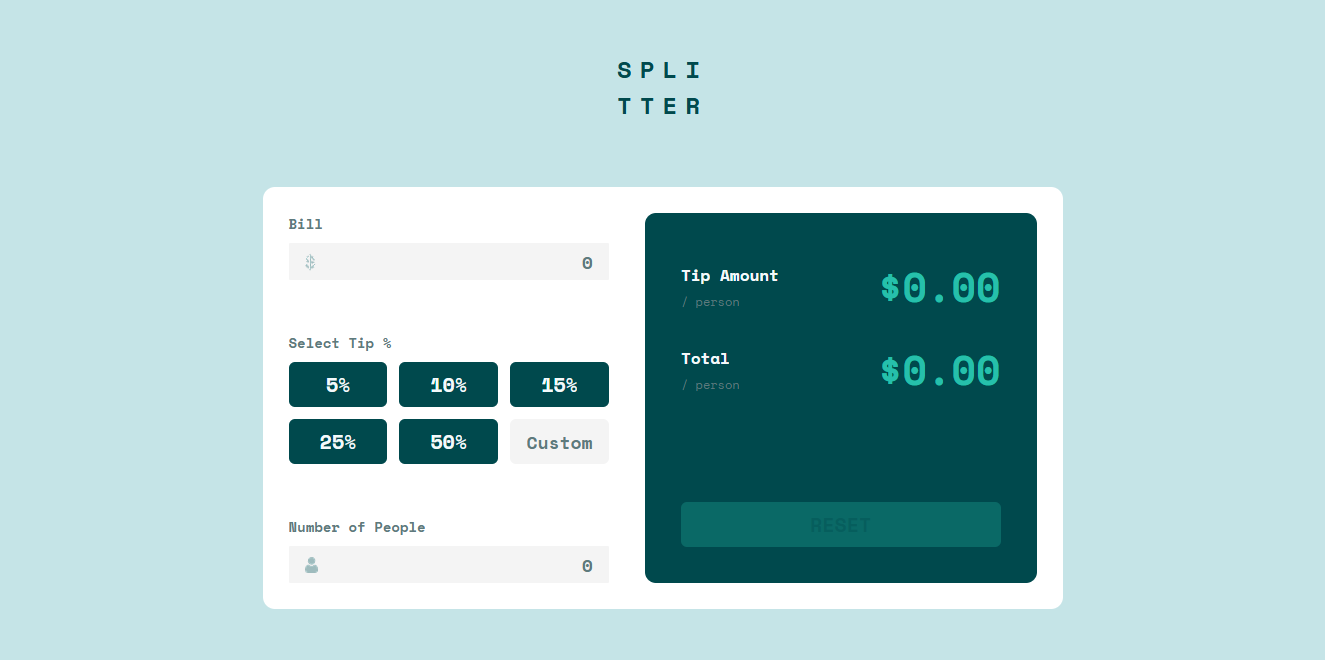 SPLI
TTER
Bill
$ 0
Select Tip %
5% 10% 15%
25% 50% Custom
Number of People
0
Tip Amount
/ person
$0.00
Total
/ person
$0.00
RESET